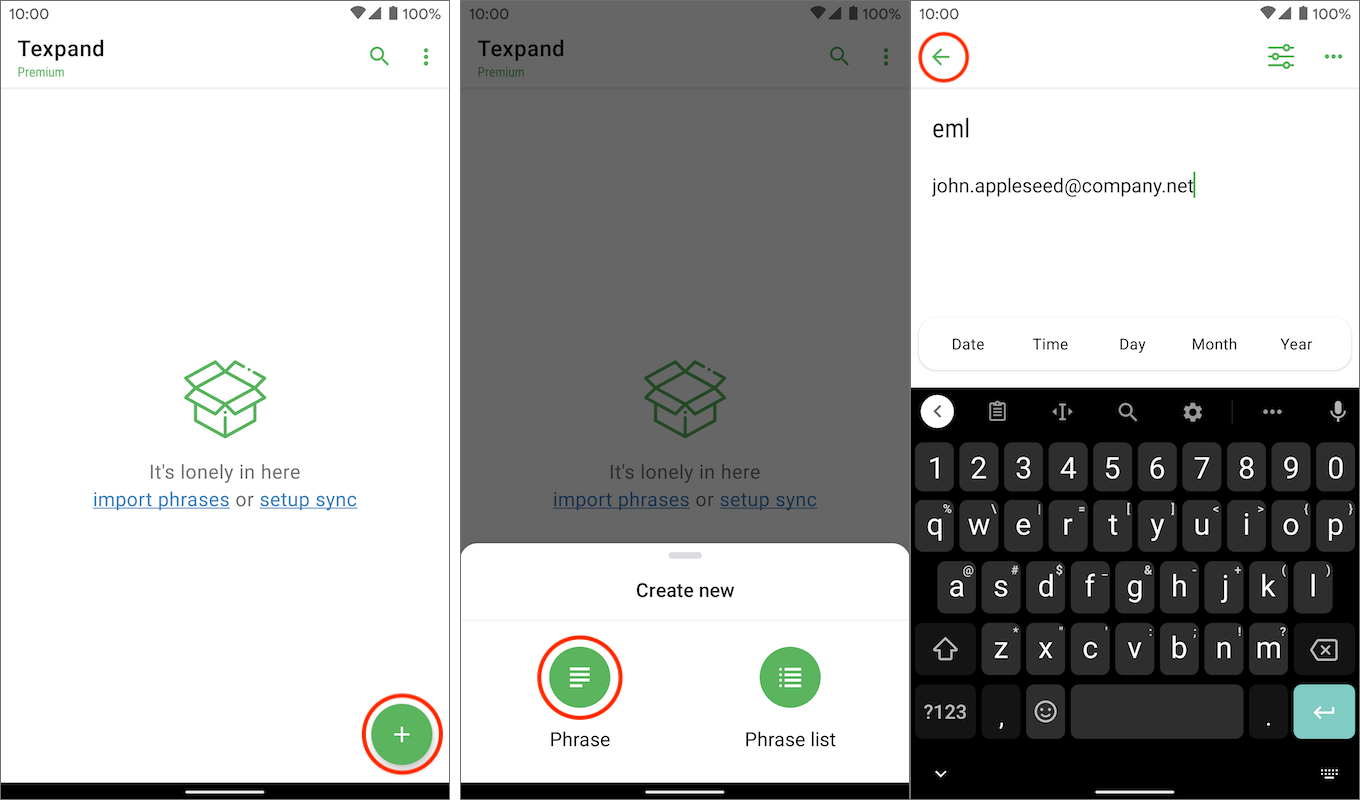 10:00 100%
Texpand
Premium
It's lonely in here
import phrases or setup sync
+
10:00 100%
Texpand
Premium
It's lonely in here
import phrases or setup sync
Create new
Phrase Phrase list
10:00 100%
eml
john.appleseed@company.net
Date Time Day Month Year
1 2 3 4 5 6 7 8 9 0
% \ | = [ ] < > { }
q w e r t y u i o p
@ # $ _ & - + ( )
a s d f g h j k l
* " ' : ; ! ?
z x c v b n m
?123 , .